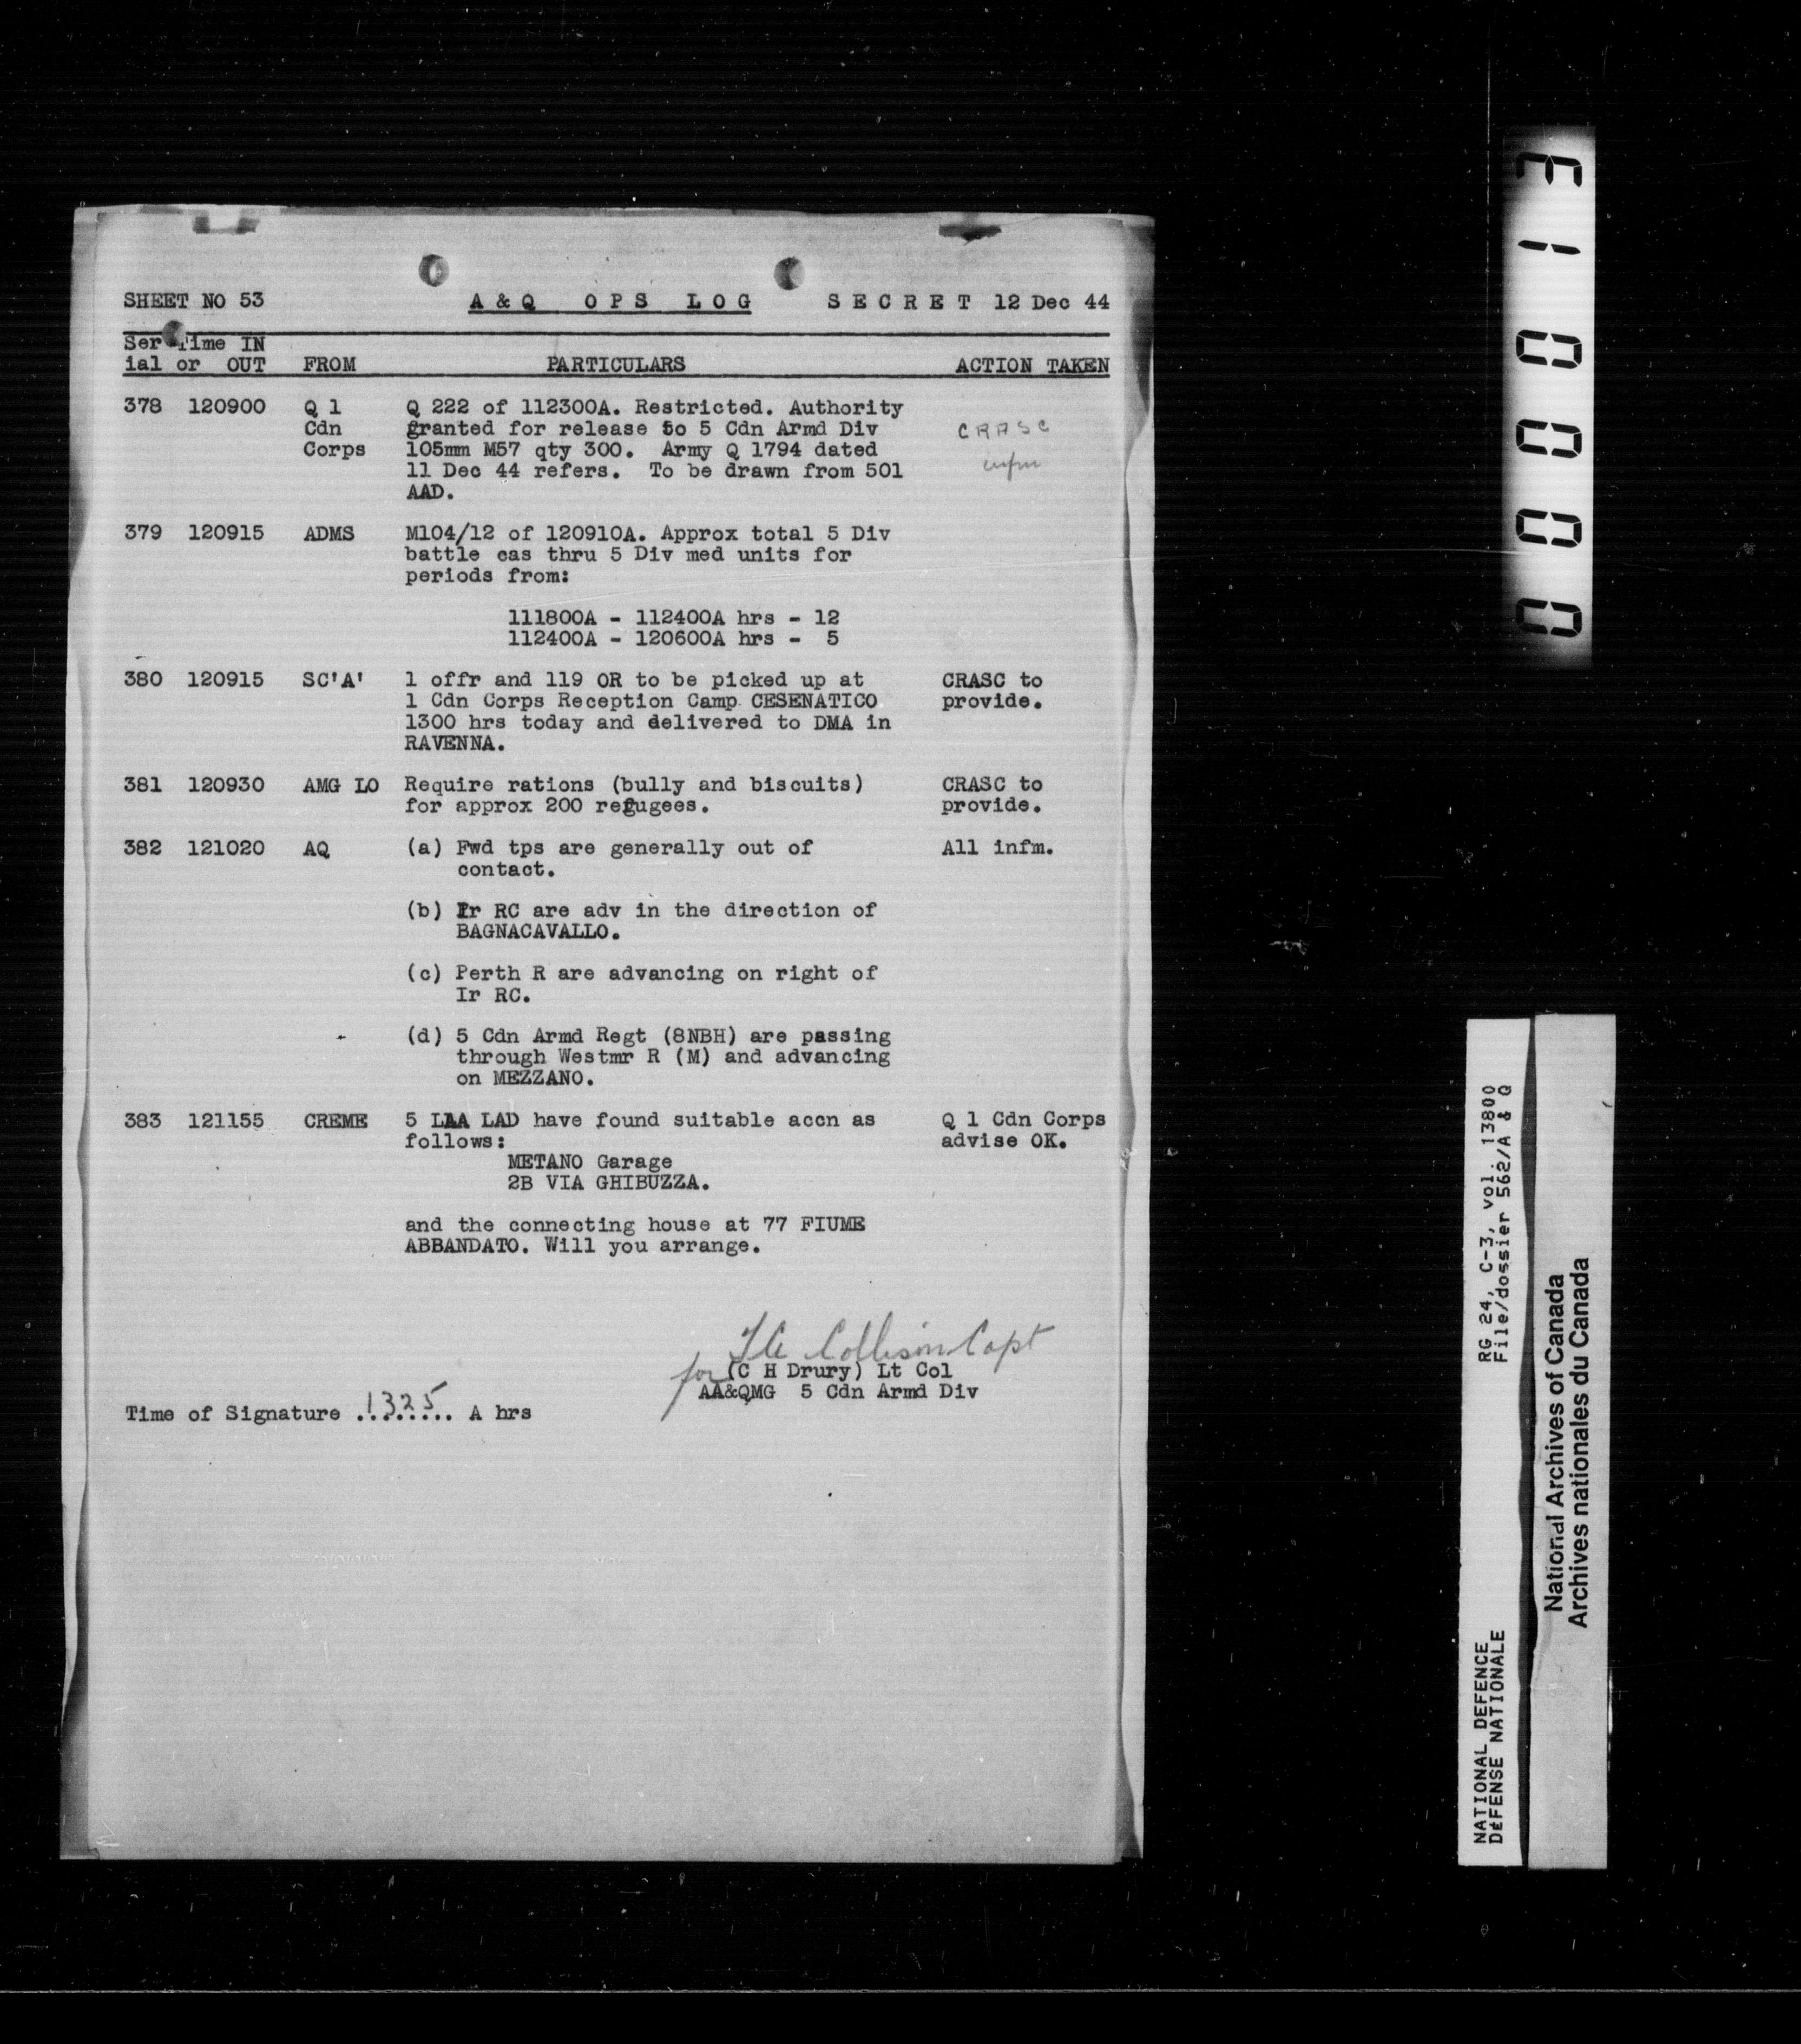 SHEET NO 53 A & Q OPS LOG SECRET 12 Dec 44
Ser Time IN
ial or OUT FROM PARTICULARS ACTION TAKEN
378 120900 Q 1 Q 222 of 112300A. Restricted. Authority
Cdn granted for release to 5 Cdn Armd Div CRASC
Corps 105mm M57 qty 300. Army Q 1794 dated infm
11 Dec 44 refers. To be drawn from 501
AAD.
379 120915 ADMS M104/12 of 120910A. Approx total 5 Div
battle cas thru 5 Div med units for
periods from:
111800A - 112400A hrs - 12
112400A - 120600A hrs - 5
380 120915 SC'A' 1 offr and 119 OR to be picked up at CRASC to
1 Cdn Corps Reception Camp CESENATICO provide.
1300 hrs today and delivered to DMA in
RAVENNA.
381 120930 AMG LO Require rations (bully and biscuits) CRASC to
for approx 200 refugees. provide.
382 121020 AQ (a) Fwd tps are generally out of All infm.
contact.
(b) Ir RC are adv in the direction of
BAGNACAVALLO.
(c) Perth R are advancing on right of
Ir RC.
(d) 5 Cdn Armd Regt (8NBH) are passing
through Westmr R (M) and advancing
on MEZZANO.
383 121155 CREME 5 LAA LAD have found suitable accn as Q 1 Cdn Corps
follows: advise OK.
METANO Garage
2B VIA GHIBUZZA.
and the connecting house at 77 FIUME
ABBANDATO. Will you arrange.
Collison Capt
for (C H Drury) Lt Col
AA&QMG 5 Cdn Armd Div
Time of Signature .1325.. A hrs
00013
RG 24, C-3, vol. 13800
File/dossier 562/A & Q
NATIONAL DEFENCE
DÉFENSE NATIONALE
National Archives of Canada
Archives nationales du Canada